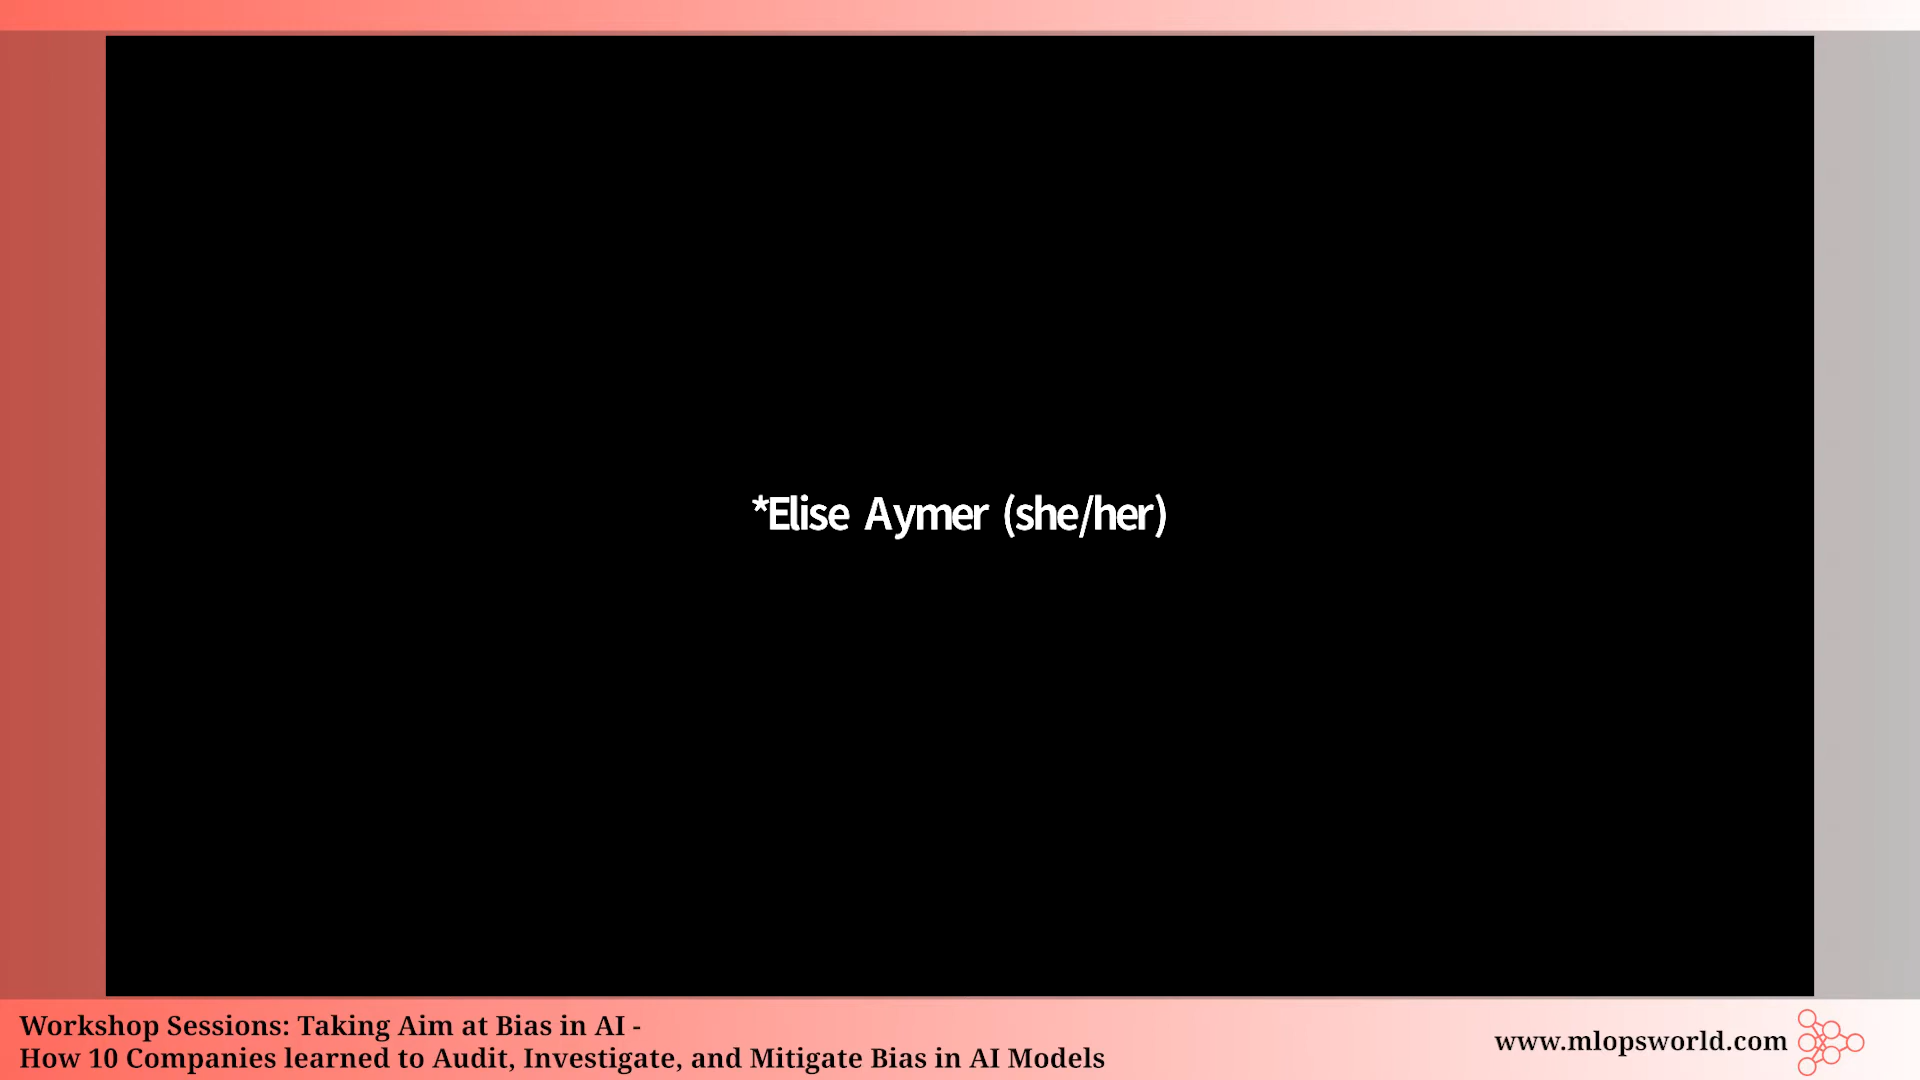 *Elise Aymer (she/her)
Workshop Sessions: Taking Aim at Bias in AI -
How 10 Companies learned to Audit, Investigate, and Mitigate Bias in AI Models
www.mlopsworld.com